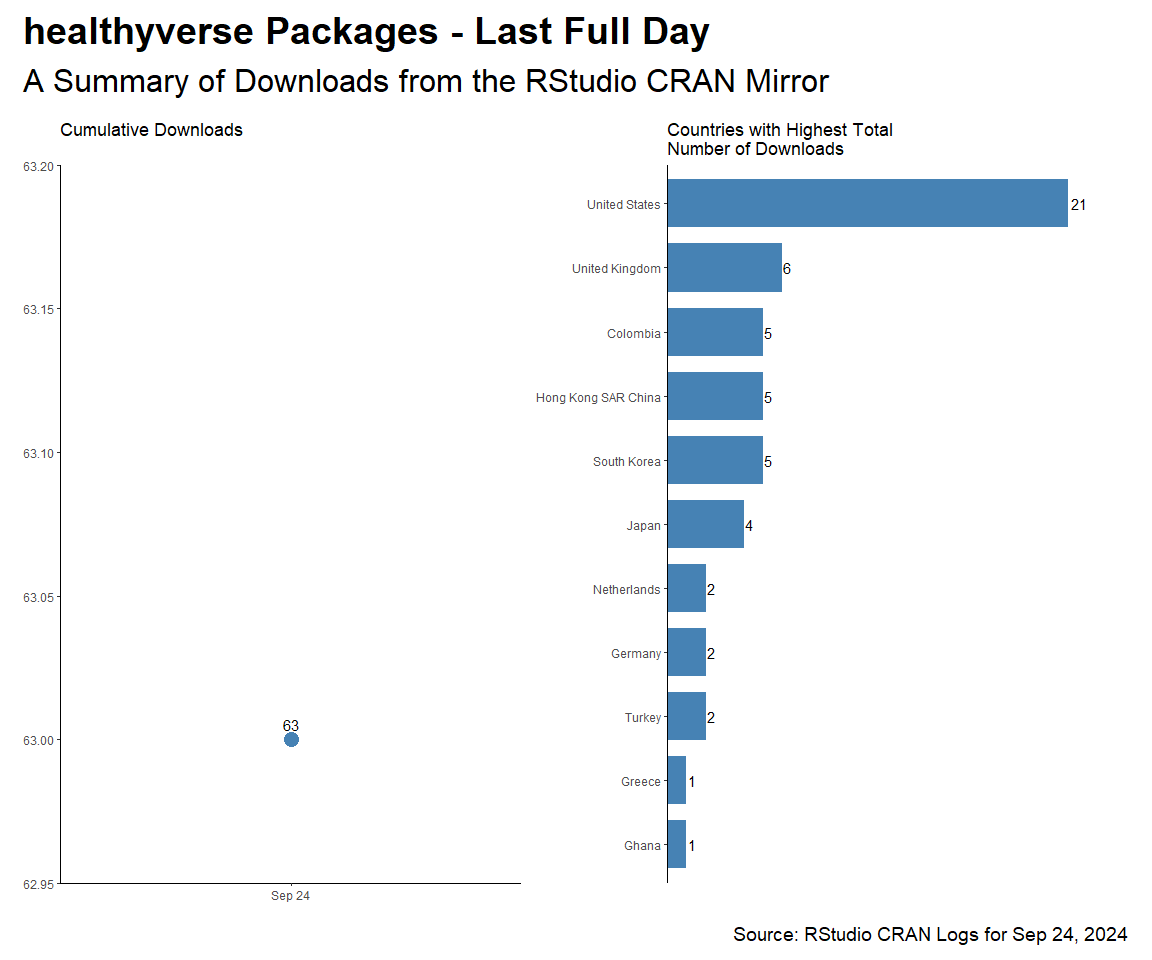 healthyverse Packages - Last Full Day
A Summary of Downloads from the RStudio CRAN Mirror
Cumulative Downloads
63.20
63.15
63.10
63.05
63.00
62.95
63
Sep 24
Countries with Highest Total
Number of Downloads
United States 21
United Kingdom 6
Colombia 5
Hong Kong SAR China 5
South Korea 5
Japan 4
Netherlands 2
Germany 2
Turkey 2
Greece 1
Ghana 1
Source: RStudio CRAN Logs for Sep 24, 2024